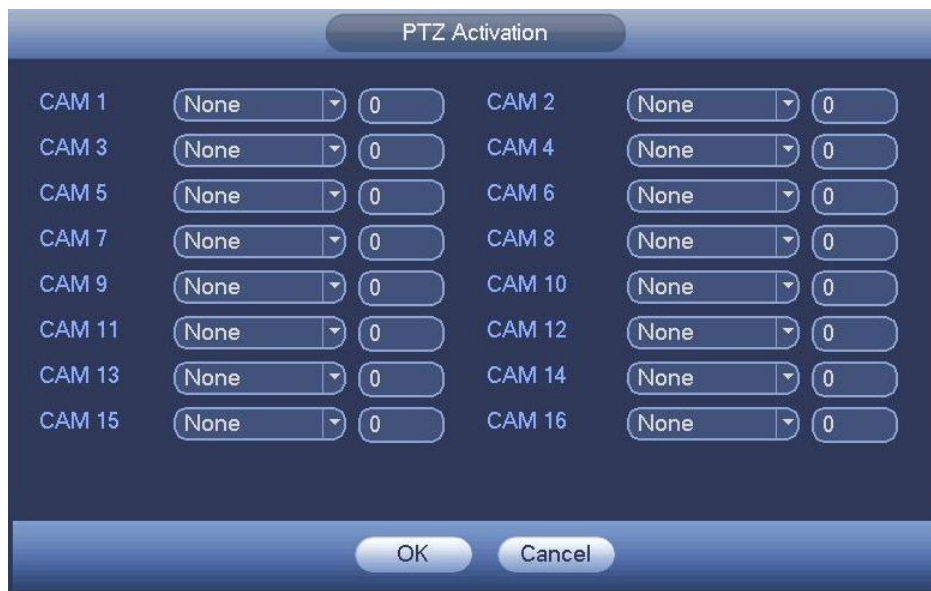 PTZ Activation
CAM 1 None 0 CAM 2 None 0
CAM 3 None 0 CAM 4 None 0
CAM 5 None 0 CAM 6 None 0
CAM 7 None 0 CAM 8 None 0
CAM 9 None 0 CAM 10 None 0
CAM 11 None 0 CAM 12 None 0
CAM 13 None 0 CAM 14 None 0
CAM 15 None 0 CAM 16 None 0
OK Cancel